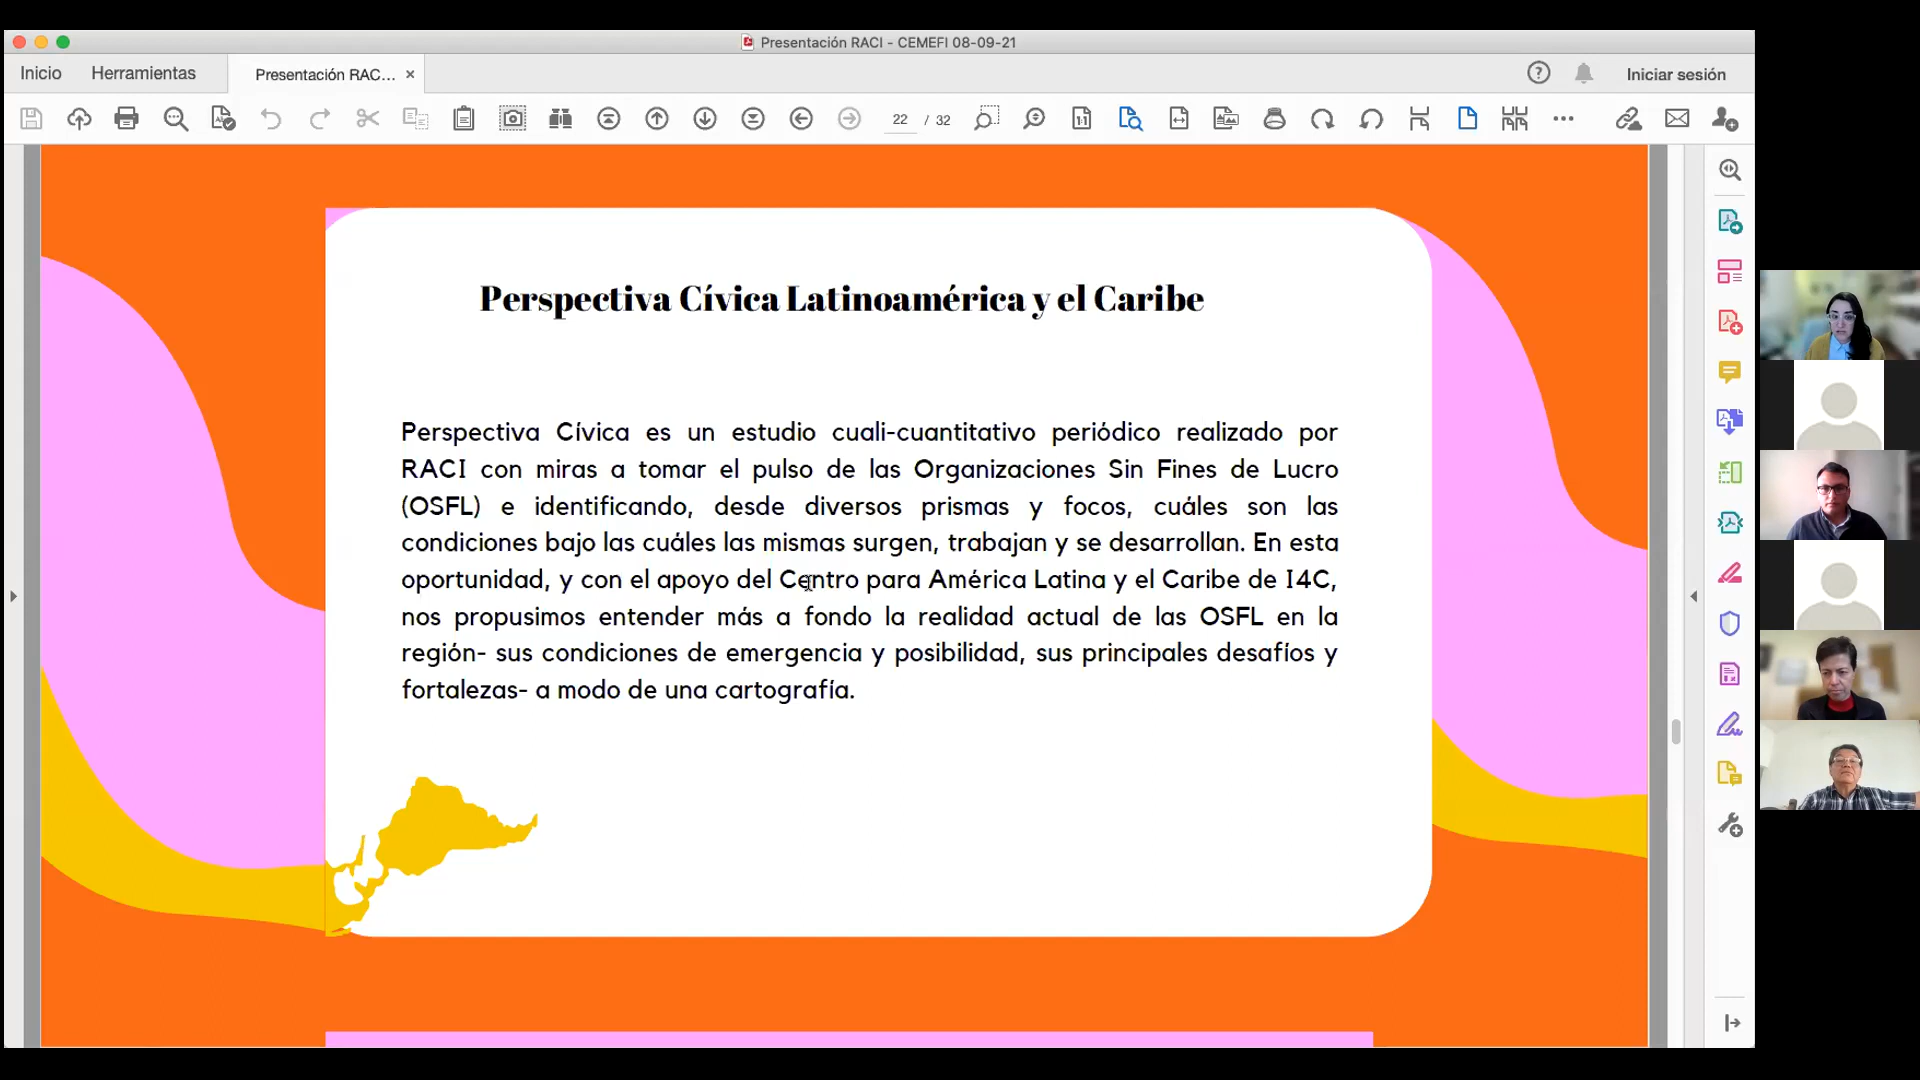 Presentación RACI - CEMEFI 08-09-21
Inicio Herramientas Presentación RAC... × Iniciar sesión
22 / 32
Perspectiva Cívica Latinoamérica y el Caribe
Perspectiva Cívica es un estudio cuali-cuantitativo periódico realizado por
RACI con miras a tomar el pulso de las Organizaciones Sin Fines de Lucro
(OSFL) e identificando, desde diversos prismas y focos, cuáles son las
condiciones bajo las cuáles las mismas surgen, trabajan y se desarrollan. En esta
oportunidad, y con el apoyo del Centro para América Latina y el Caribe de I4C,
nos propusimos entender más a fondo la realidad actual de las OSFL en la
región- sus condiciones de emergencia y posibilidad, sus principales desafíos y
fortalezas- a modo de una cartografía.